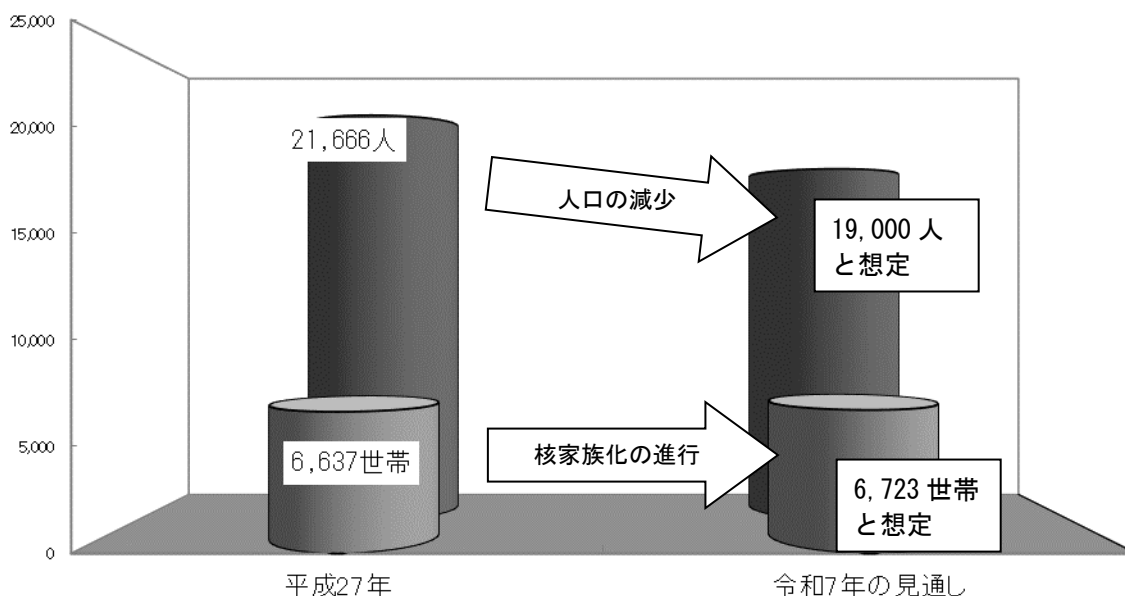 25,000
20,000
15,000
10,000
5,000
0
21,666人
人口の減少
19,000 人
と想定
6,637世帯
核家族化の進行
6,723 世帯
と想定
平成27年
令和7年の見通し